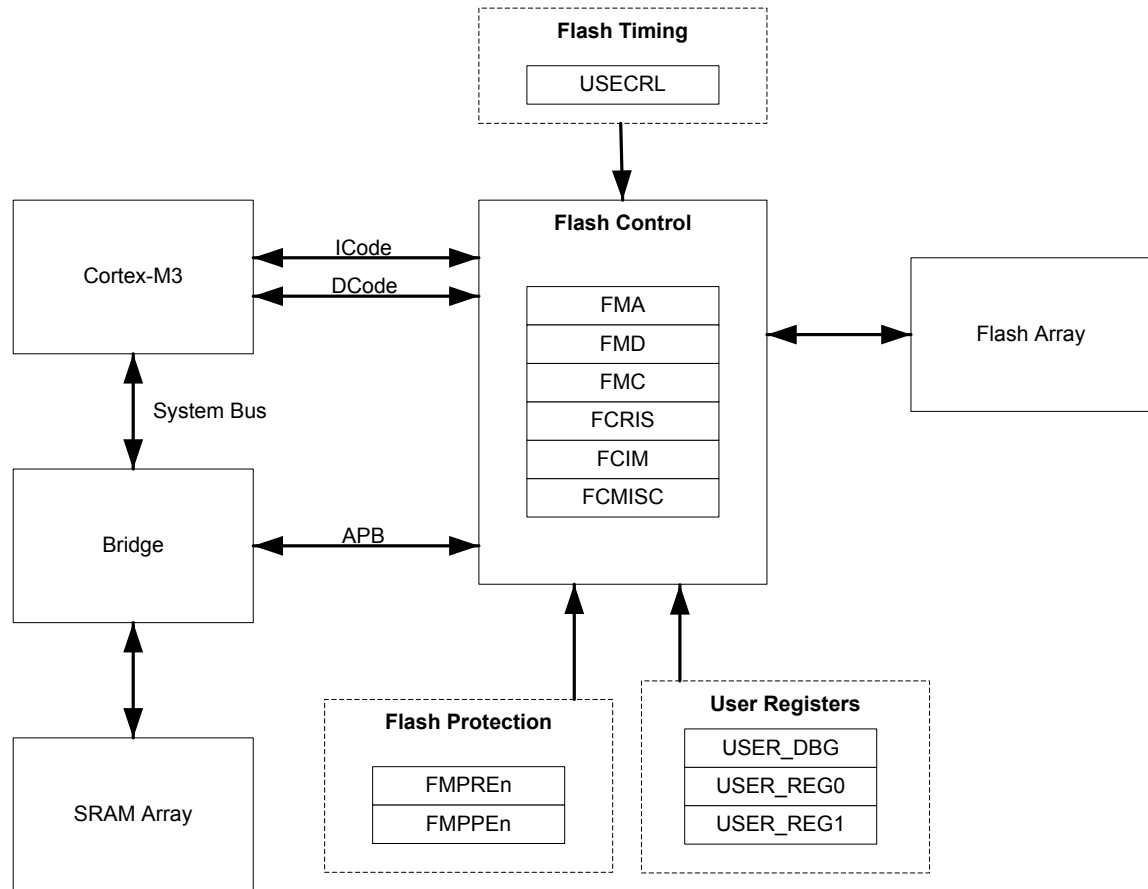 Flash Timing
USECRL
Flash Control
ICode
Cortex-M3
DCode
FMA
FMD
Flash Array
FMC
System Bus
FCRIS
FCIM
FCMISC
Bridge
APB
User Registers
Flash Protection
USER_DBG
FMPREn
USER_REG0
SRAM Array
FMPPEn
USER_REG1